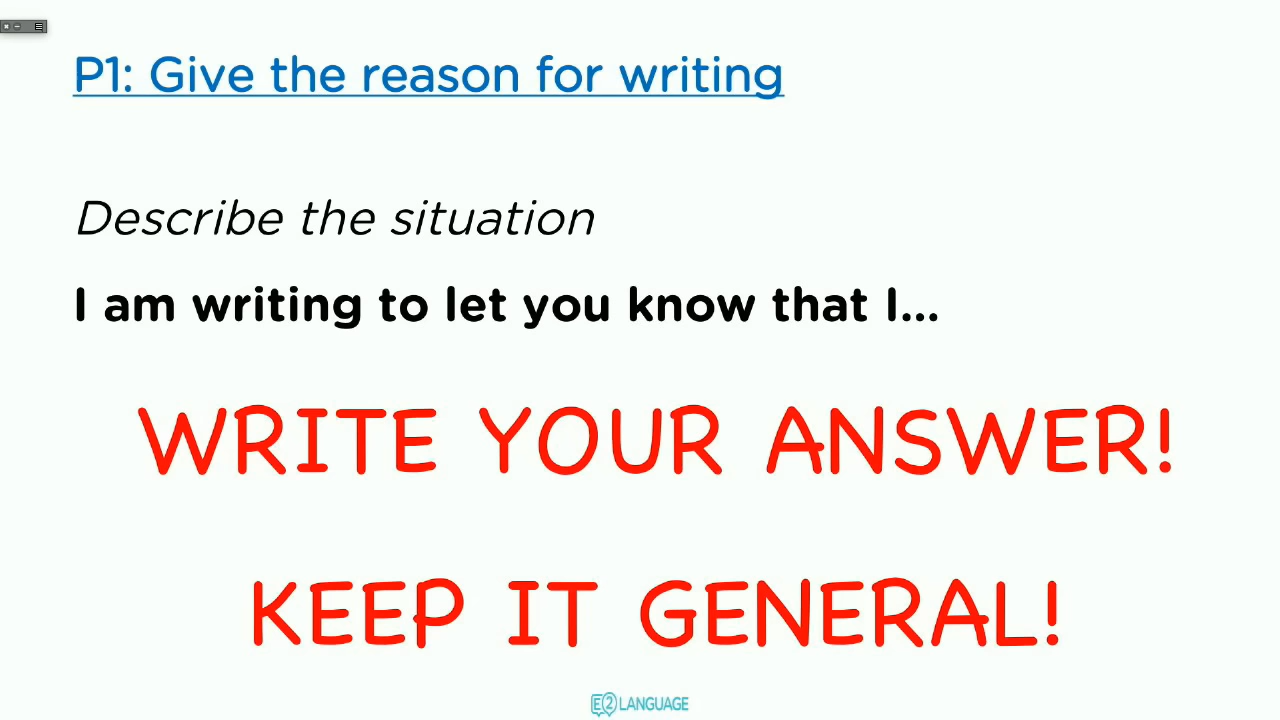 P1: Give the reason for writing
Describe the situation
I am writing to let you know that I...
WRITE YOUR ANSWER!
KEEP IT GENERAL!
E2 LANGUAGE